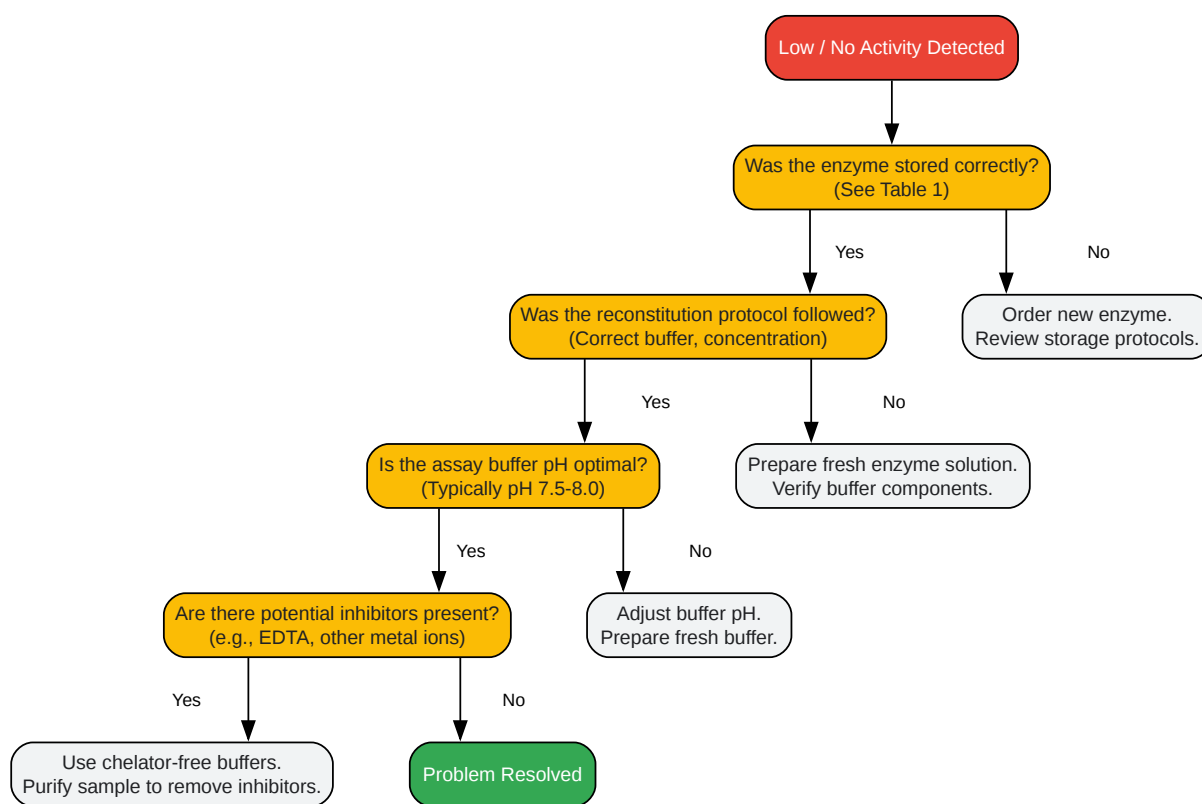 Low / No Activity Detected
Was the enzyme stored correctly?
(See Table 1)
Yes
No
Was the reconstitution protocol followed?
(Correct buffer, concentration)
Order new enzyme.
Review storage protocols.
Yes
No
Is the assay buffer pH optimal?
(Typically pH 7.5-8.0)
Prepare fresh enzyme solution.
Verify buffer components.
Yes
No
Are there potential inhibitors present?
(e.g., EDTA, other metal ions)
Adjust buffer pH.
Prepare fresh buffer.
Yes
No
Use chelator-free buffers.
Purify sample to remove inhibitors.
Problem Resolved